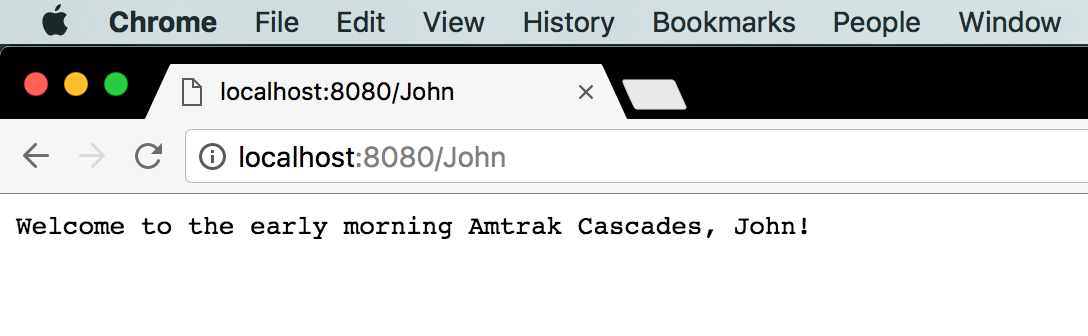 Chrome File Edit View History Bookmarks People Window
localhost:8080/John
localhost:8080/John
Welcome to the early morning Amtrak Cascades, John!